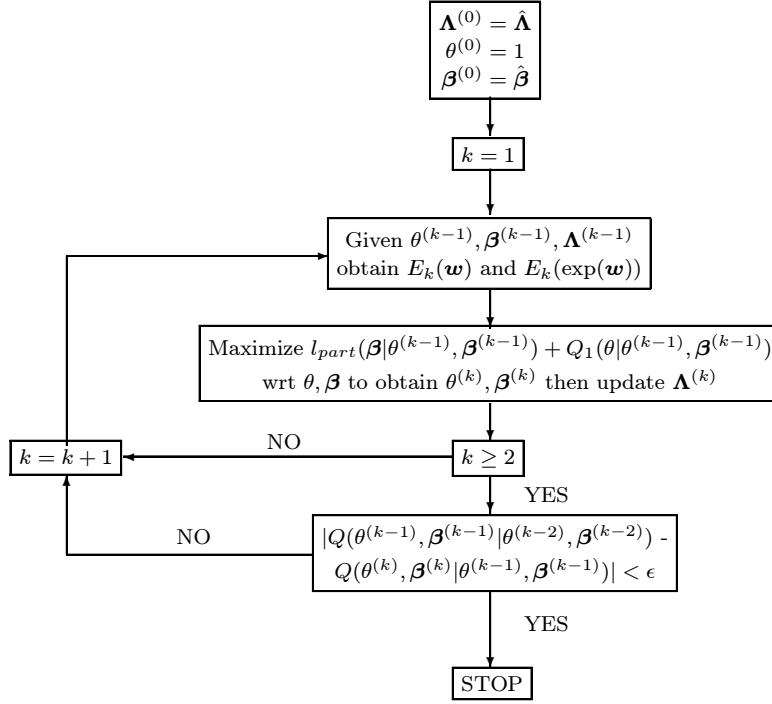 𝚲^(0) = 𝚲̂
θ^(0) = 1
𝜷^(0) = 𝜷̂
k = 1
Given θ^(k−1), 𝜷^(k−1), 𝚲^(k−1)
obtain E_k(𝒘) and E_k(exp(𝒘))
Maximize l_part(𝜷|θ^(k−1), 𝜷^(k−1)) + Q_1(θ|θ^(k−1), 𝜷^(k−1))
wrt θ, 𝜷 to obtain θ^(k), 𝜷^(k) then update 𝚲^(k)
NO
k = k + 1
k ≥ 2
YES
NO
|Q(θ^(k−1), 𝜷^(k−1)|θ^(k−2), 𝜷^(k−2)) -
Q(θ^(k), 𝜷^(k)|θ^(k−1), 𝜷^(k−1))| < ϵ
YES
STOP